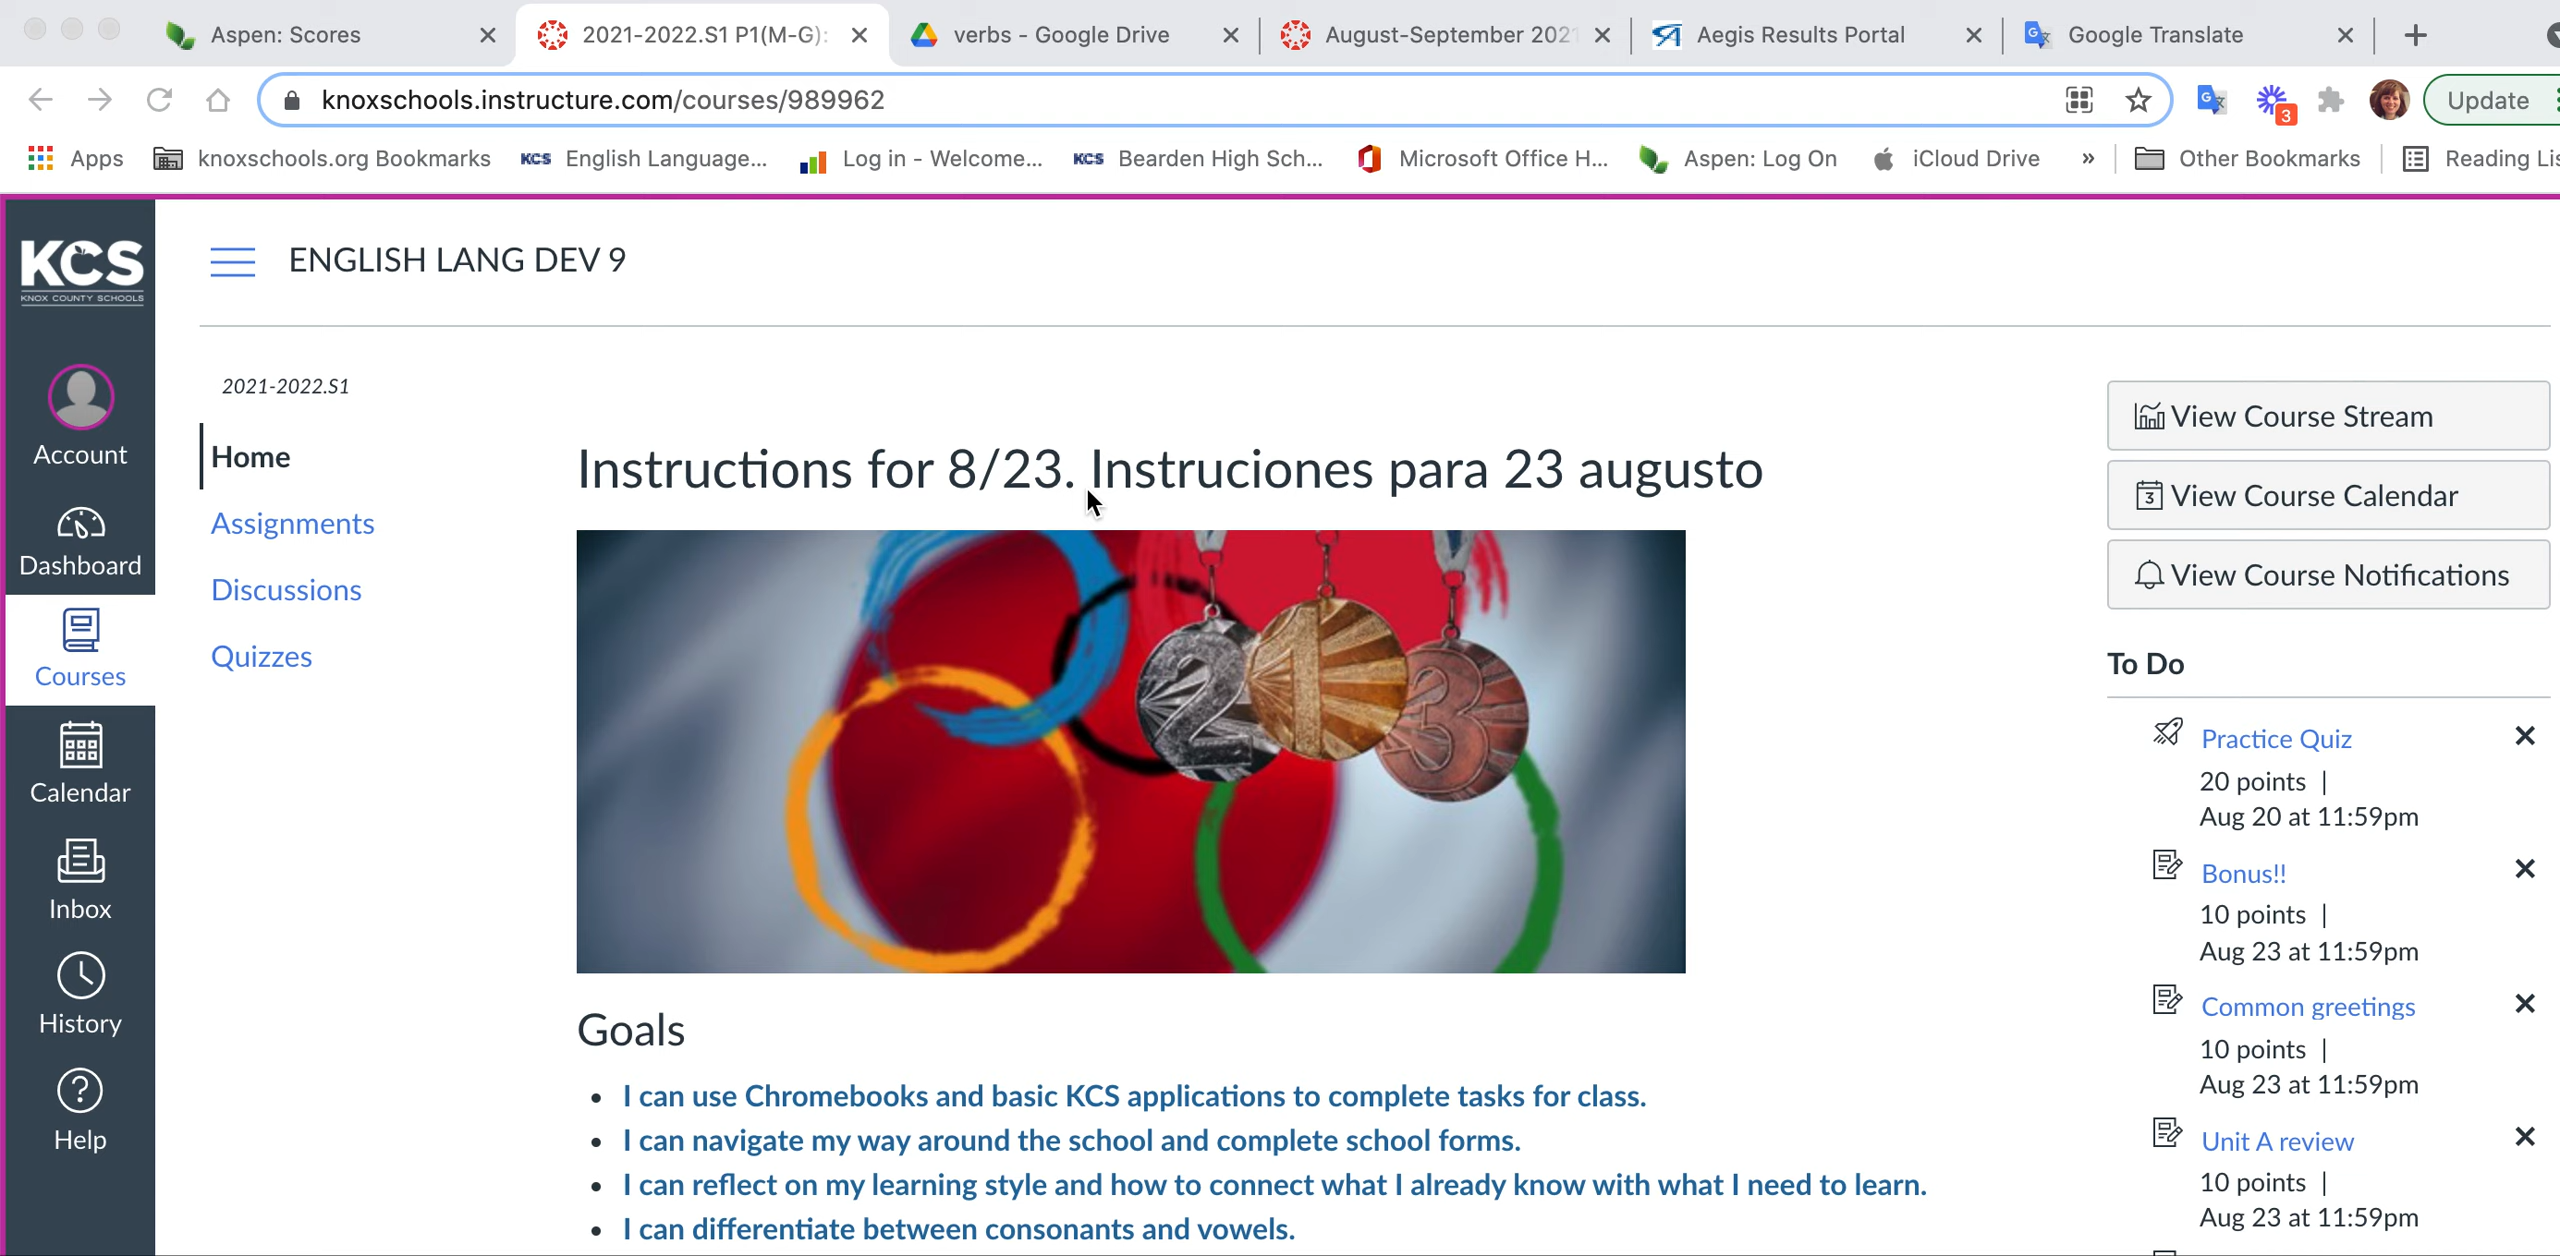 Aspen: Scores
2021-2022.S1 P1(M-G):
verbs - Google Drive
August-September 2021
Aegis Results Portal
Google Translate
knoxschools.instructure.com/courses/989962
3
Update
Apps
knoxschools.org Bookmarks
KCS English Language...
Log in - Welcome...
KCS Bearden High Sch...
Microsoft Office H...
Aspen: Log On
iCloud Drive
»
Other Bookmarks
Reading Lis
KCS
KNOX COUNTY SCHOOLS
Account
Dashboard
Courses
Calendar
Inbox
History
Help
ENGLISH LANG DEV 9
2021-2022.S1
Home
Assignments
Discussions
Quizzes
Instructions for 8/23. Instruciones para 23 augusto
2 1 3
Goals
• I can use Chromebooks and basic KCS applications to complete tasks for class.
• I can navigate my way around the school and complete school forms.
• I can reflect on my learning style and how to connect what I already know with what I need to learn.
• I can differentiate between consonants and vowels.
View Course Stream
3 View Course Calendar
View Course Notifications
To Do
Practice Quiz
20 points |
Aug 20 at 11:59pm
Bonus!!
10 points |
Aug 23 at 11:59pm
Common greetings
10 points |
Aug 23 at 11:59pm
Unit A review
10 points |
Aug 23 at 11:59pm